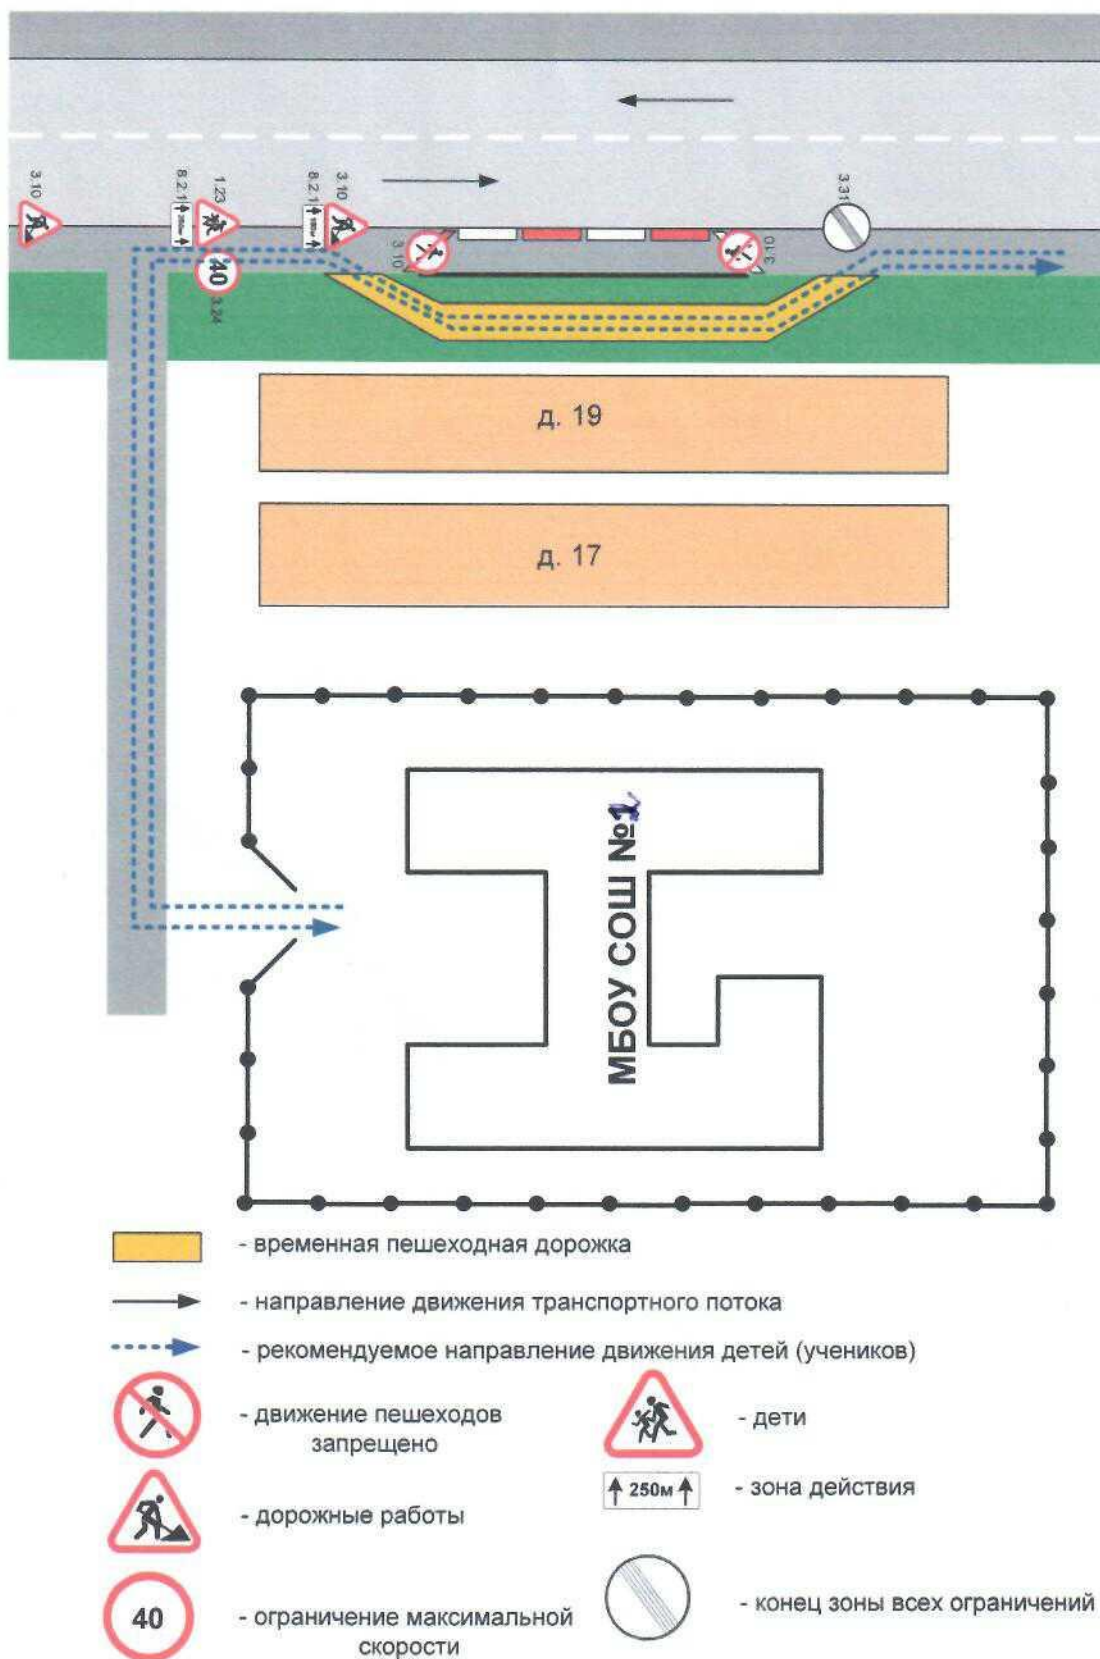 3.10
8.2.1
1.23
8.2.1
3.10
3.31
3.10
3.10
40
3.24
д. 19
д. 17
МБОУ СОШ №1
- временная пешеходная дорожка
- направление движения транспортного потока
- рекомендуемое направление движения детей (учеников)
- движение пешеходов
запрещено
- дети
250м
- зона действия
- дорожные работы
40
- ограничение максимальной
скорости
- конец зоны всех ограничений